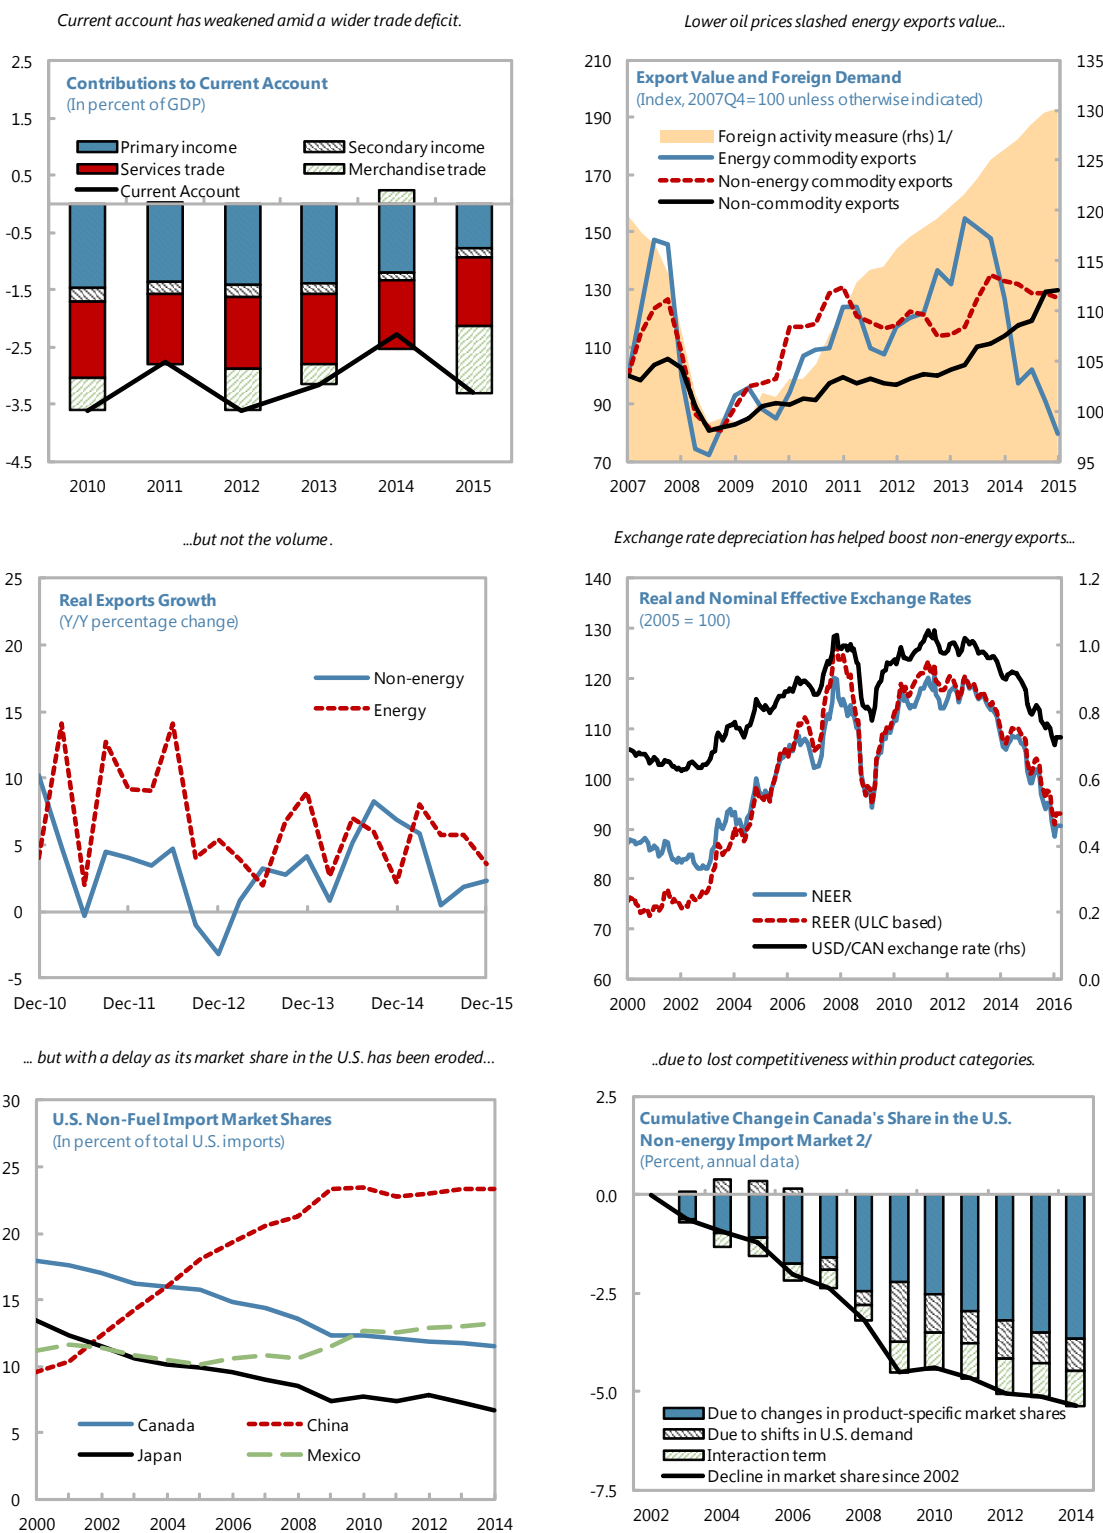 Current account has weakened amid a wider trade deficit.
2.5
1.5
0.5
-0.5
-1.5
-2.5
-3.5
-4.5
Contributions to Current Account
(In percent of GDP)
Primary income
Secondary income
Services trade
Merchandise trade
Current Account
2010 2011 2012 2013 2014 2015
Lower oil prices slashed energy exports value...
210
190
170
150
130
110
90
70
Export Value and Foreign Demand
(Index, 2007Q4=100 unless otherwise indicated)
Foreign activity measure (rhs) 1/
Energy commodity exports
Non-energy commodity exports
Non-commodity exports
135
130
125
120
115
110
105
100
95
2007 2008 2009 2010 2011 2012 2013 2014 2015
...but not the volume.
25
20
15
10
5
0
-5
Real Exports Growth
(Y/Y percentage change)
Non-energy
Energy
Dec-10 Dec-11 Dec-12 Dec-13 Dec-14 Dec-15
Exchange rate depreciation has helped boost non-energy exports...
140
130
120
110
100
90
80
70
60
Real and Nominal Effective Exchange Rates
(2005 = 100)
NEER
REER (ULC based)
USD/CAN exchange rate (rhs)
1.2
1.0
0.8
0.6
0.4
0.2
0.0
2000 2002 2004 2006 2008 2010 2012 2014 2016
... but with a delay as its market share in the U.S. has been eroded...
30
25
20
15
10
5
0
U.S. Non-Fuel Import Market Shares
(In percent of total U.S. imports)
Canada
China
Japan
Mexico
2000 2002 2004 2006 2008 2010 2012 2014
..due to lost competitiveness within product categories.
2.5
0.0
-2.5
-5.0
-7.5
Cumulative Change in Canada's Share in the U.S.
Non-energy Import Market 2/
(Percent, annual data)
Due to changes in product-specific market shares
Due to shifts in U.S. demand
Interaction term
Decline in market share since 2002
2002 2004 2006 2008 2010 2012 2014